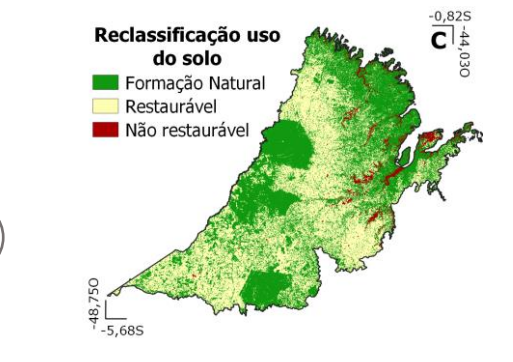 Reclassificação uso
do solo
Formação Natural
Restaurável
Não restaurável
-0,82S
C
-44,03O
-48,75O
-5,68S